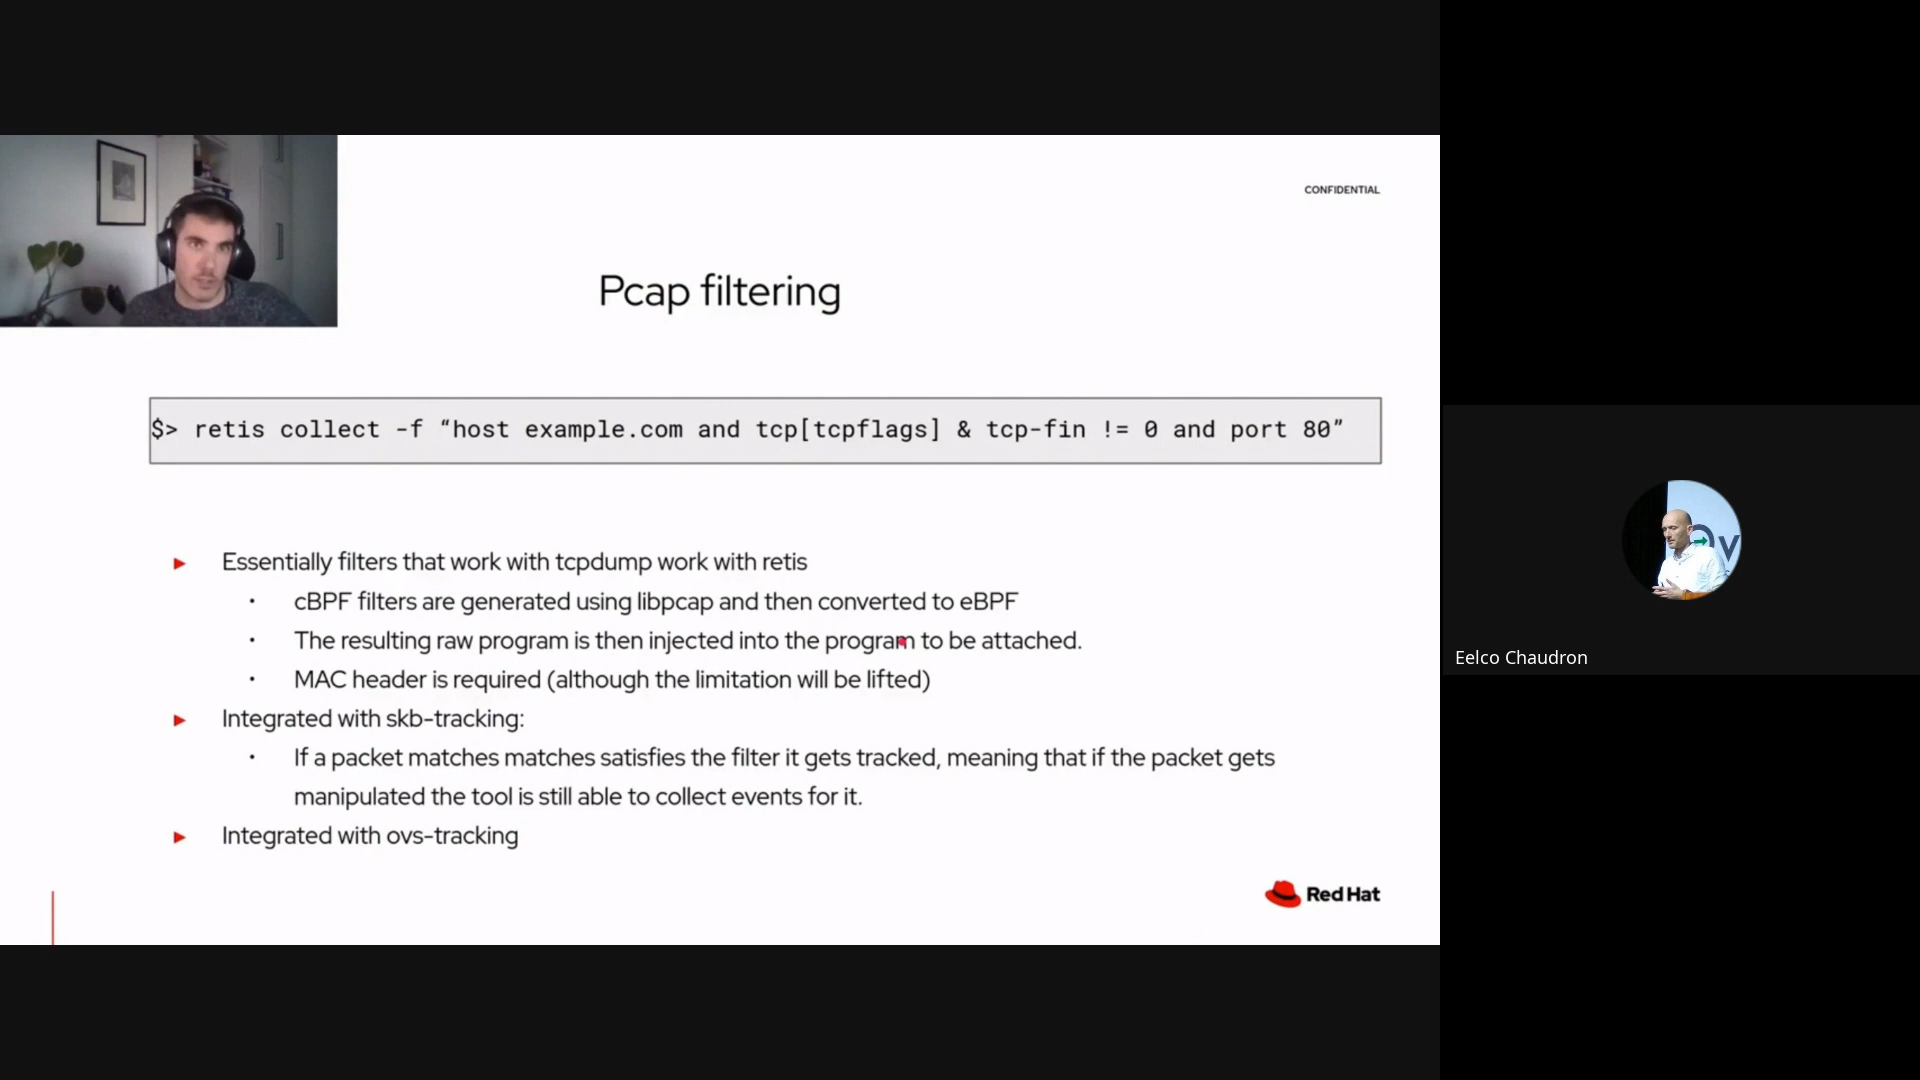 CONFIDENTIAL
Pcap filtering
$> retis collect -f “host example.com and tcp[tcpflags] & tcp-fin != 0 and port 80”
► Essentially filters that work with tcpdump work with retis
• cBPF filters are generated using libpcap and then converted to eBPF
• The resulting raw program is then injected into the program to be attached.
• MAC header is required (although the limitation will be lifted)
► Integrated with skb-tracking:
• If a packet matches matches satisfies the filter it gets tracked, meaning that if the packet gets
manipulated the tool is still able to collect events for it.
► Integrated with ovs-tracking
Red Hat
Eelco Chaudron